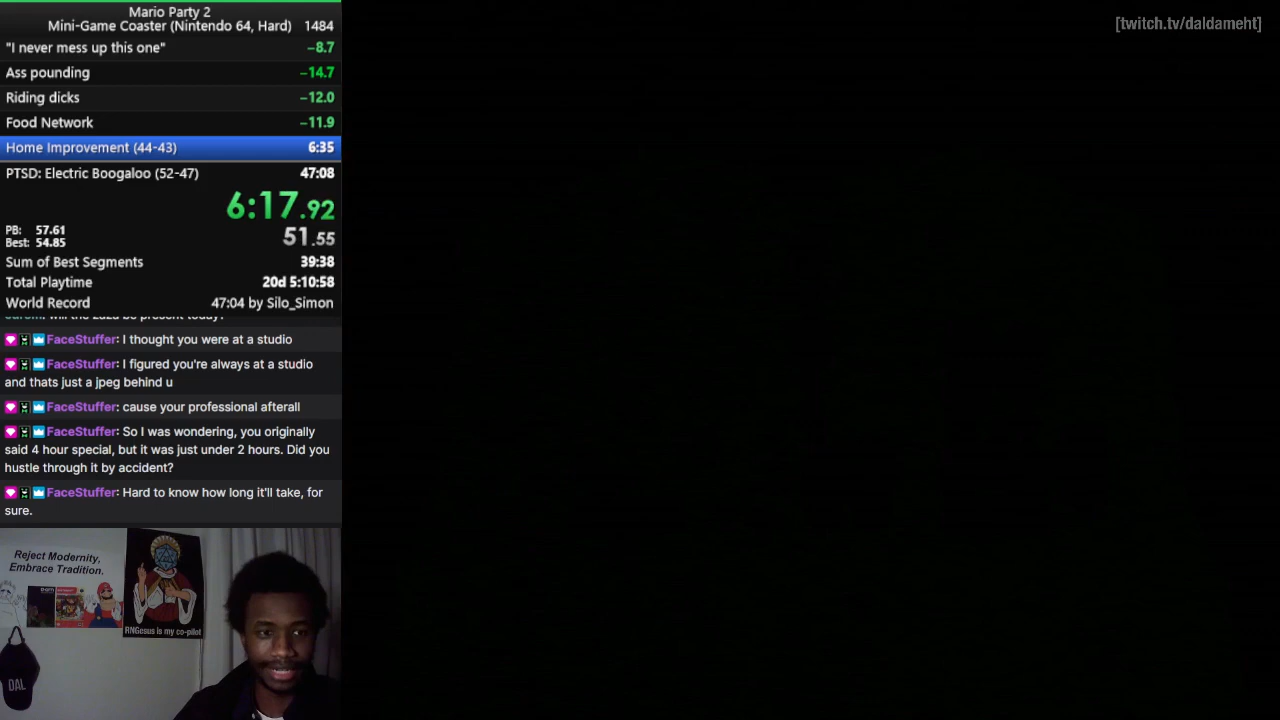 Mario Party 2
Mini-Game Coaster (Nintendo 64, Hard) 1484
"I never mess up this one" −8.7
Ass pounding −14.7
Riding dicks −12.0
Food Network −11.9
Home Improvement (44-43) 6:35
PTSD: Electric Boogaloo (52-47) 47:08
6:17.92
PB: 57.61
Best: 54.85
51.55
Sum of Best Segments 39:38
Total Playtime 20d 5:10:58
World Record 47:04 by Silo_Simon
FaceStuffer: I thought you were at a studio
FaceStuffer: I figured you're always at a studio
and thats just a jpeg behind u
FaceStuffer: cause your professional afterall
FaceStuffer: So I was wondering, you originally
said 4 hour special, but it was just under 2 hours. Did you
hustle through it by accident?
FaceStuffer: Hard to know how long it'll take, for
sure.
Reject Modernity,
Embrace Tradition.
RNGesus is my co-pilot
DAL
[twitch.tv/daldameht]